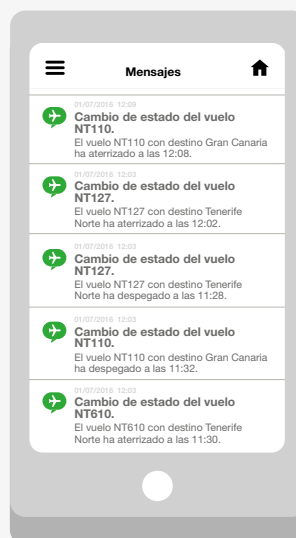 Mensajes
01/07/2016 12:09
Cambio de estado del vuelo
NT110.
El vuelo NT110 con destino Gran Canaria
ha aterrizado a las 12:08.
01/07/2016 12:03
Cambio de estado del vuelo
NT127.
El vuelo NT127 con destino Tenerife
Norte ha aterrizado a las 12:02.
01/07/2016 12:03
Cambio de estado del vuelo
NT127.
El vuelo NT127 con destino Tenerife
Norte ha despegado a las 11:28.
01/07/2016 12:03
Cambio de estado del vuelo
NT110.
El vuelo NT110 con destino Gran Canaria
ha despegado a las 11:32.
01/07/2016 12:03
Cambio de estado del vuelo
NT610.
El vuelo NT610 con destino Tenerife
Norte ha aterrizado a las 11:30.